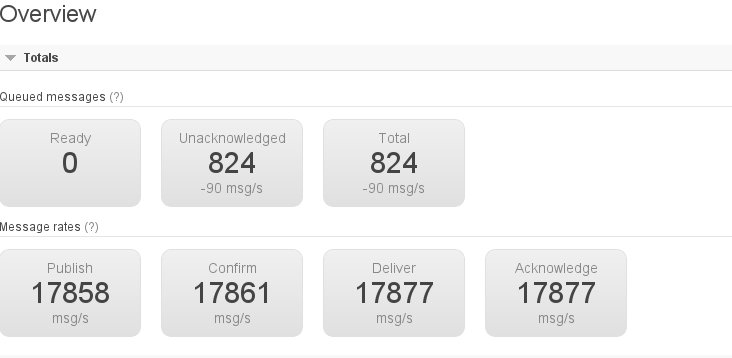 Overview
Totals
Queued messages (?)
Ready Unacknowledged Total
0 824 824
-90 msg/s -90 msg/s
Message rates (?)
Publish Confirm Deliver Acknowledge
17858 17861 17877 17877
msg/s msg/s msg/s msg/s